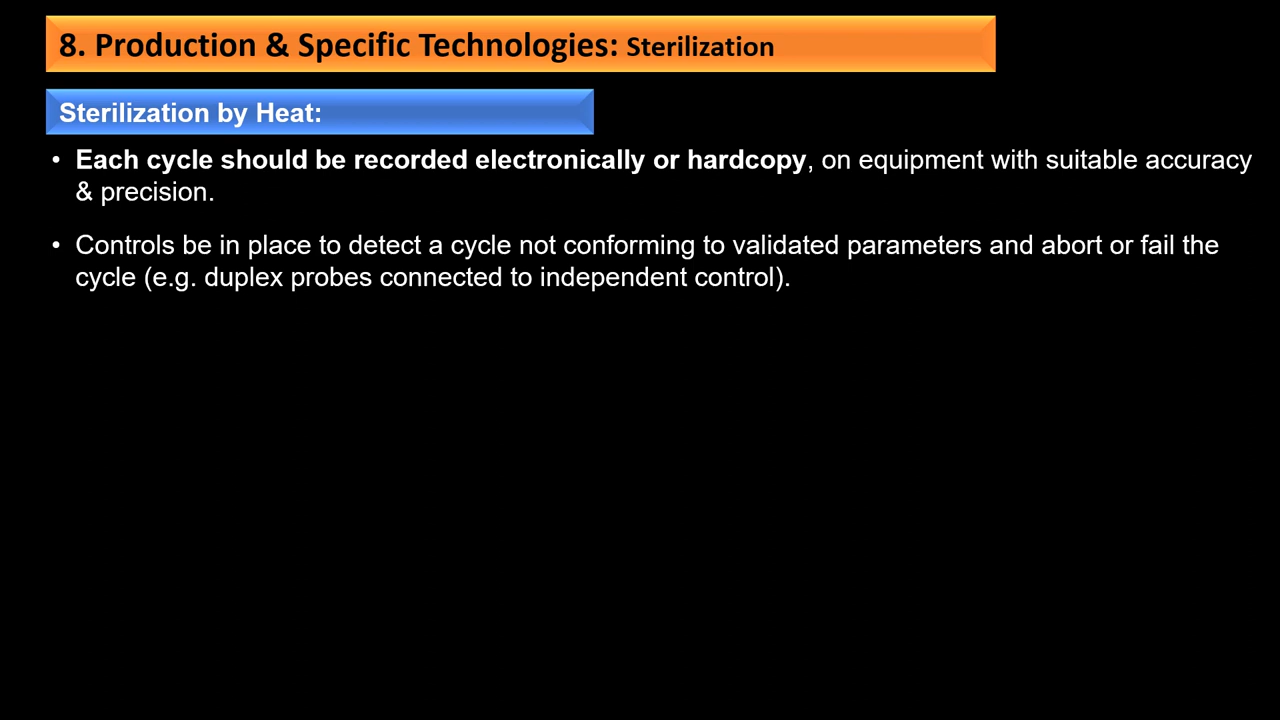 8. Production & Specific Technologies: Sterilization
Sterilization by Heat:
• Each cycle should be recorded electronically or hardcopy, on equipment with suitable accuracy
& precision.
• Controls be in place to detect a cycle not conforming to validated parameters and abort or fail the
cycle (e.g. duplex probes connected to independent control).